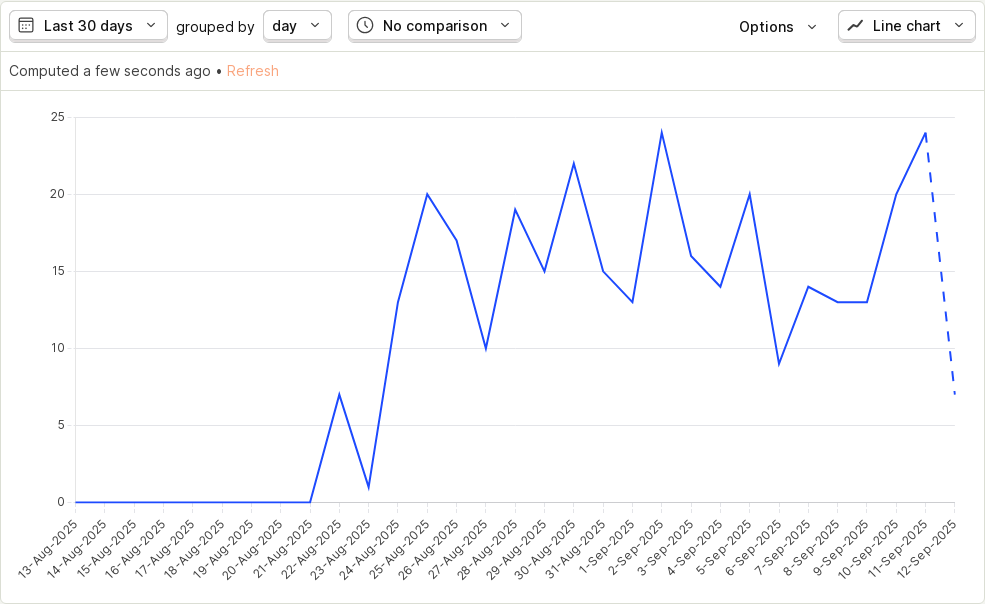 Last 30 days grouped by day No comparison Options Line chart
Computed a few seconds ago • Refresh
25
20
15
10
5
0
13-Aug-2025
14-Aug-2025
15-Aug-2025
16-Aug-2025
17-Aug-2025
18-Aug-2025
19-Aug-2025
20-Aug-2025
21-Aug-2025
22-Aug-2025
23-Aug-2025
24-Aug-2025
25-Aug-2025
26-Aug-2025
27-Aug-2025
28-Aug-2025
29-Aug-2025
30-Aug-2025
31-Aug-2025
1-Sep-2025
2-Sep-2025
3-Sep-2025
4-Sep-2025
5-Sep-2025
6-Sep-2025
7-Sep-2025
8-Sep-2025
9-Sep-2025
10-Sep-2025
11-Sep-2025
12-Sep-2025